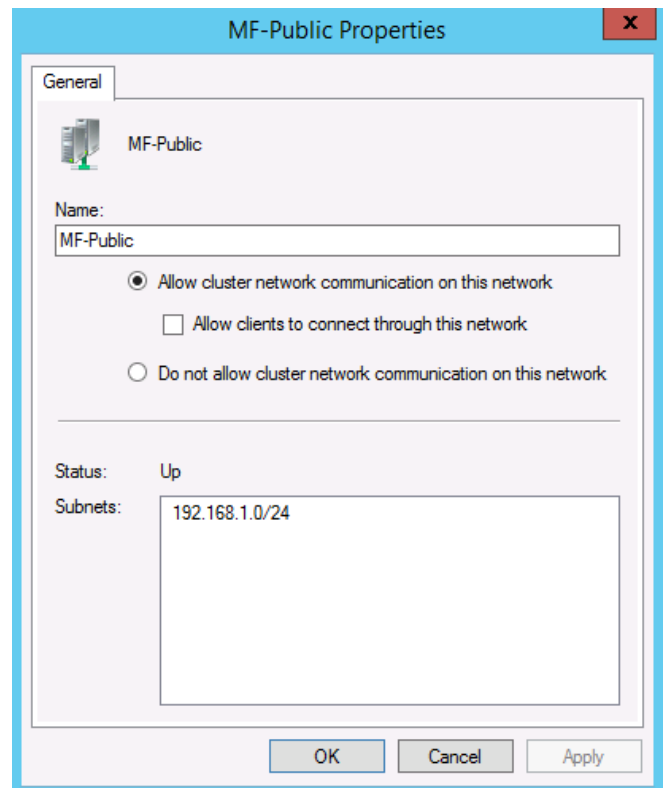 MF-Public Properties
x
General
MF-Public
Name:
MF-Public
Allow cluster network communication on this network
Allow clients to connect through this network
Do not allow cluster network communication on this network
Status: Up
Subnets: 192.168.1.0/24
OK Cancel Apply